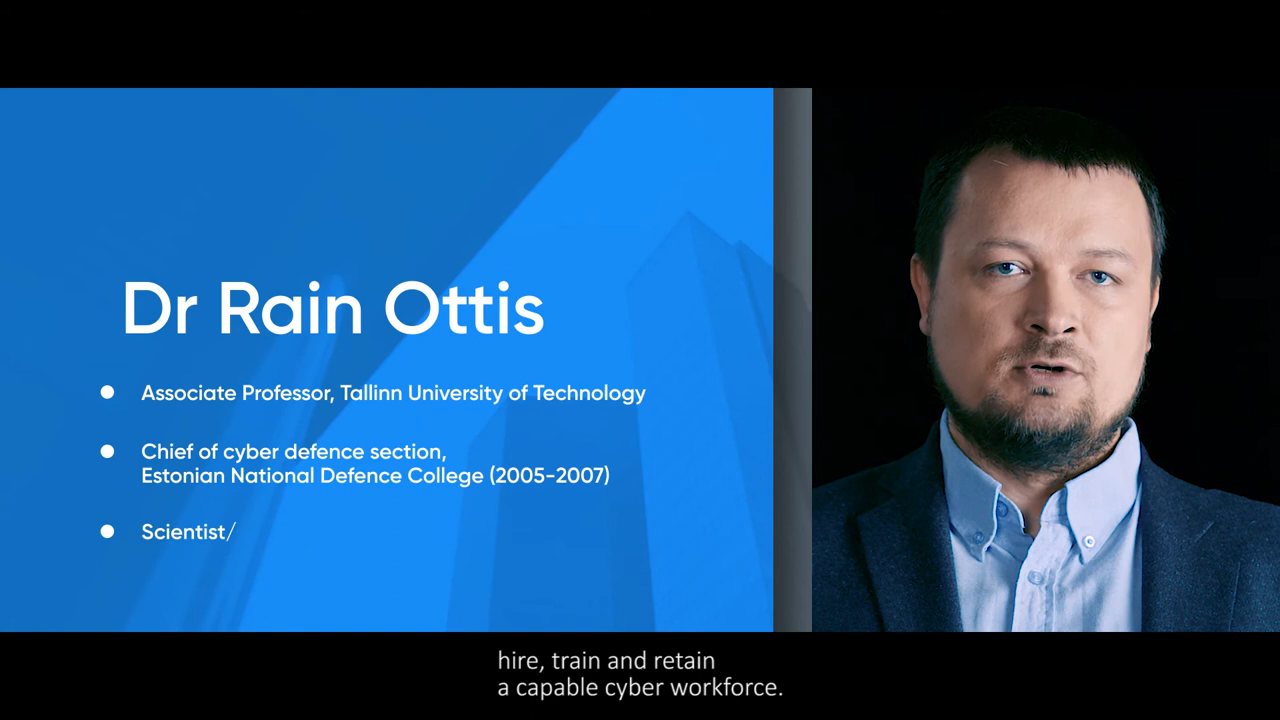 Dr Rain Ottis
Associate Professor, Tallinn University of Technology
Chief of cyber defence section,
Estonian National Defence College (2005-2007)
Scientist/
hire, train and retain
a capable cyber workforce.